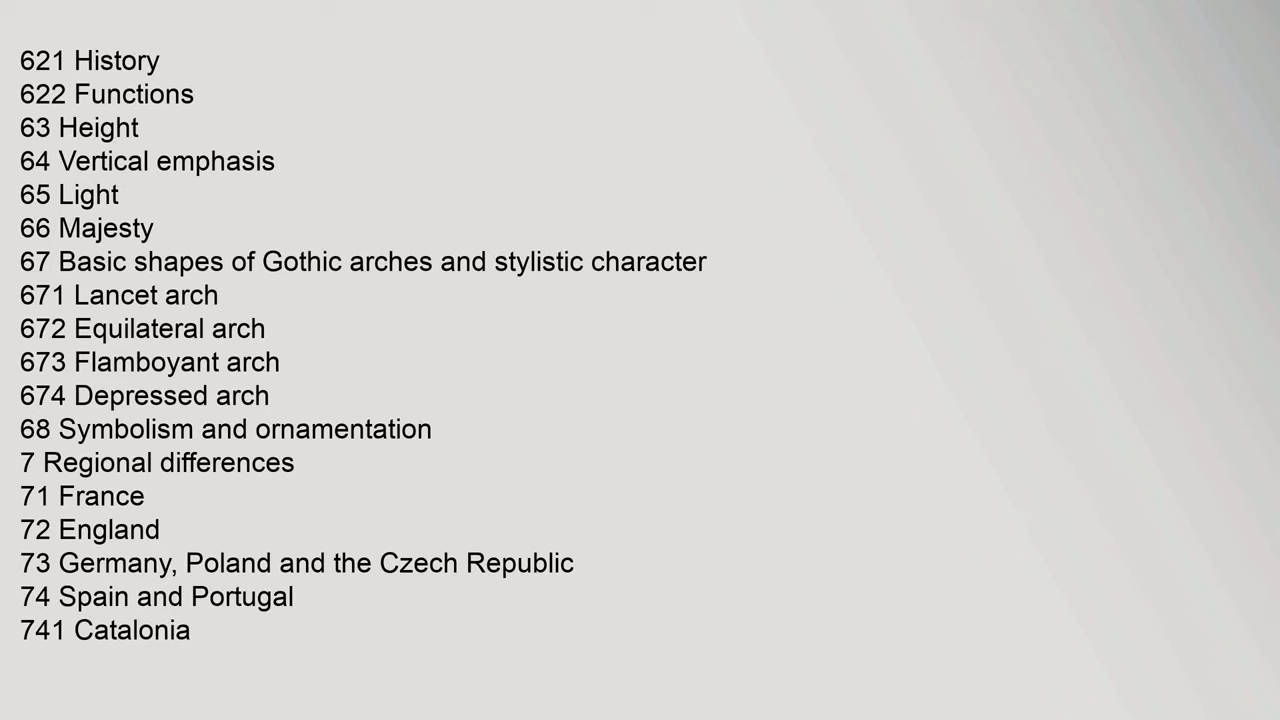 621 History
622 Functions
63 Height
64 Vertical emphasis
65 Light
66 Majesty
67 Basic shapes of Gothic arches and stylistic character
671 Lancet arch
672 Equilateral arch
673 Flamboyant arch
674 Depressed arch
68 Symbolism and ornamentation
7 Regional differences
71 France
72 England
73 Germany, Poland and the Czech Republic
74 Spain and Portugal
741 Catalonia